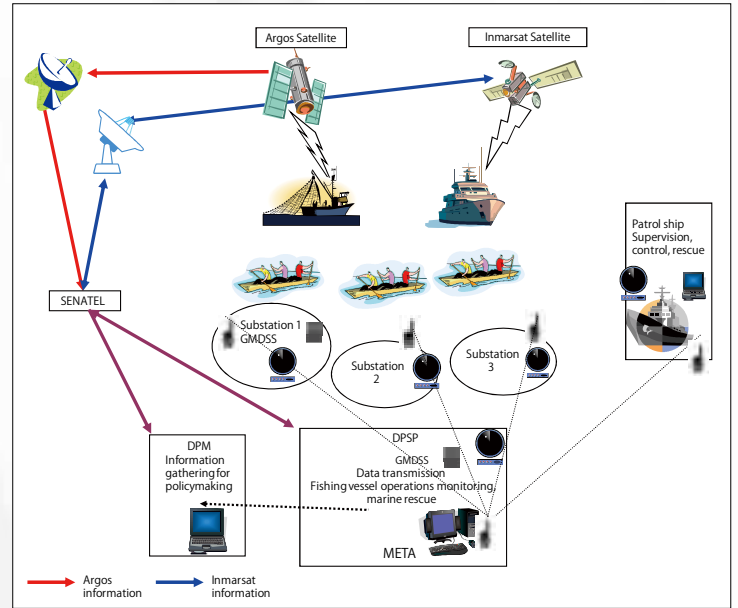 Argos Satellite
Inmarsat Satellite
Patrol ship
Supervision,
control, rescue
SENATEL
Substation 1
GMDSS
Substation
2
Substation
3
DPM
Information
gathering for
policymaking
DPSP
GMDSS
Data transmission
Fishing vessel operations monitoring,
marine rescue
META
Argos
information
Inmarsat
information